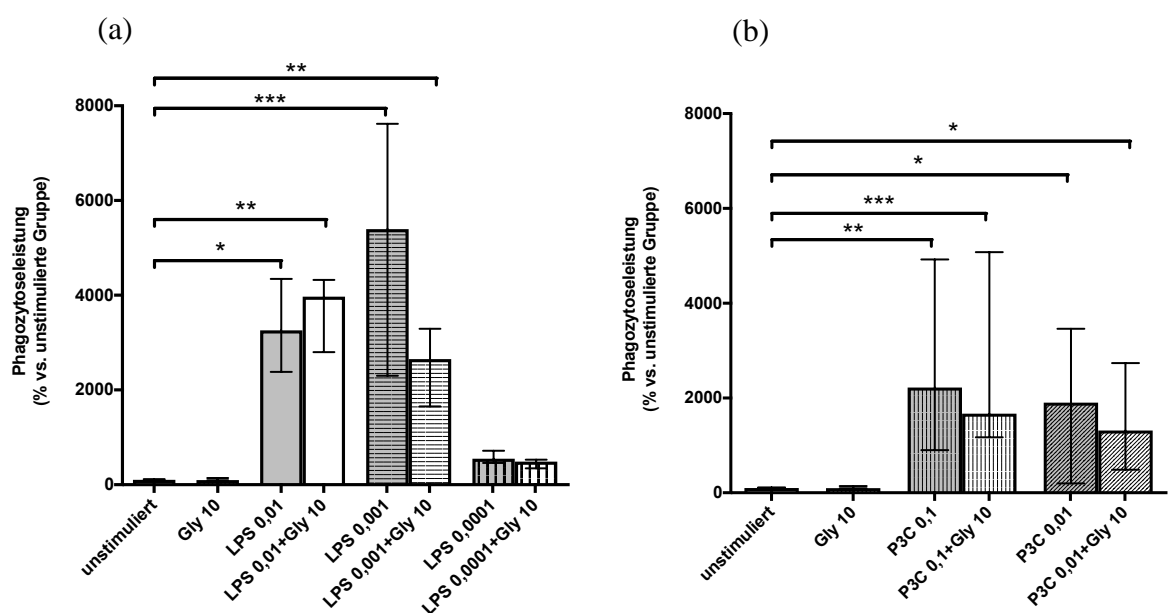 (a)
Phagozytoseleistung
(% vs. unstimulierte Gruppe)
8000
6000
4000
2000
0
**
***
**
*
unstimuliert
Gly 10
LPS 0,01
LPS 0,01+Gly 10
LPS 0,001
LPS 0,001+Gly 10
LPS 0,0001
LPS 0,0001+Gly 10
(b)
Phagozytoseleistung
(% vs. unstimulierte Gruppe)
8000
6000
4000
2000
0
*
*
***
**
unstimuliert
Gly 10
P3C 0,1
P3C 0,1+Gly 10
P3C 0,01
P3C 0,01+Gly 10